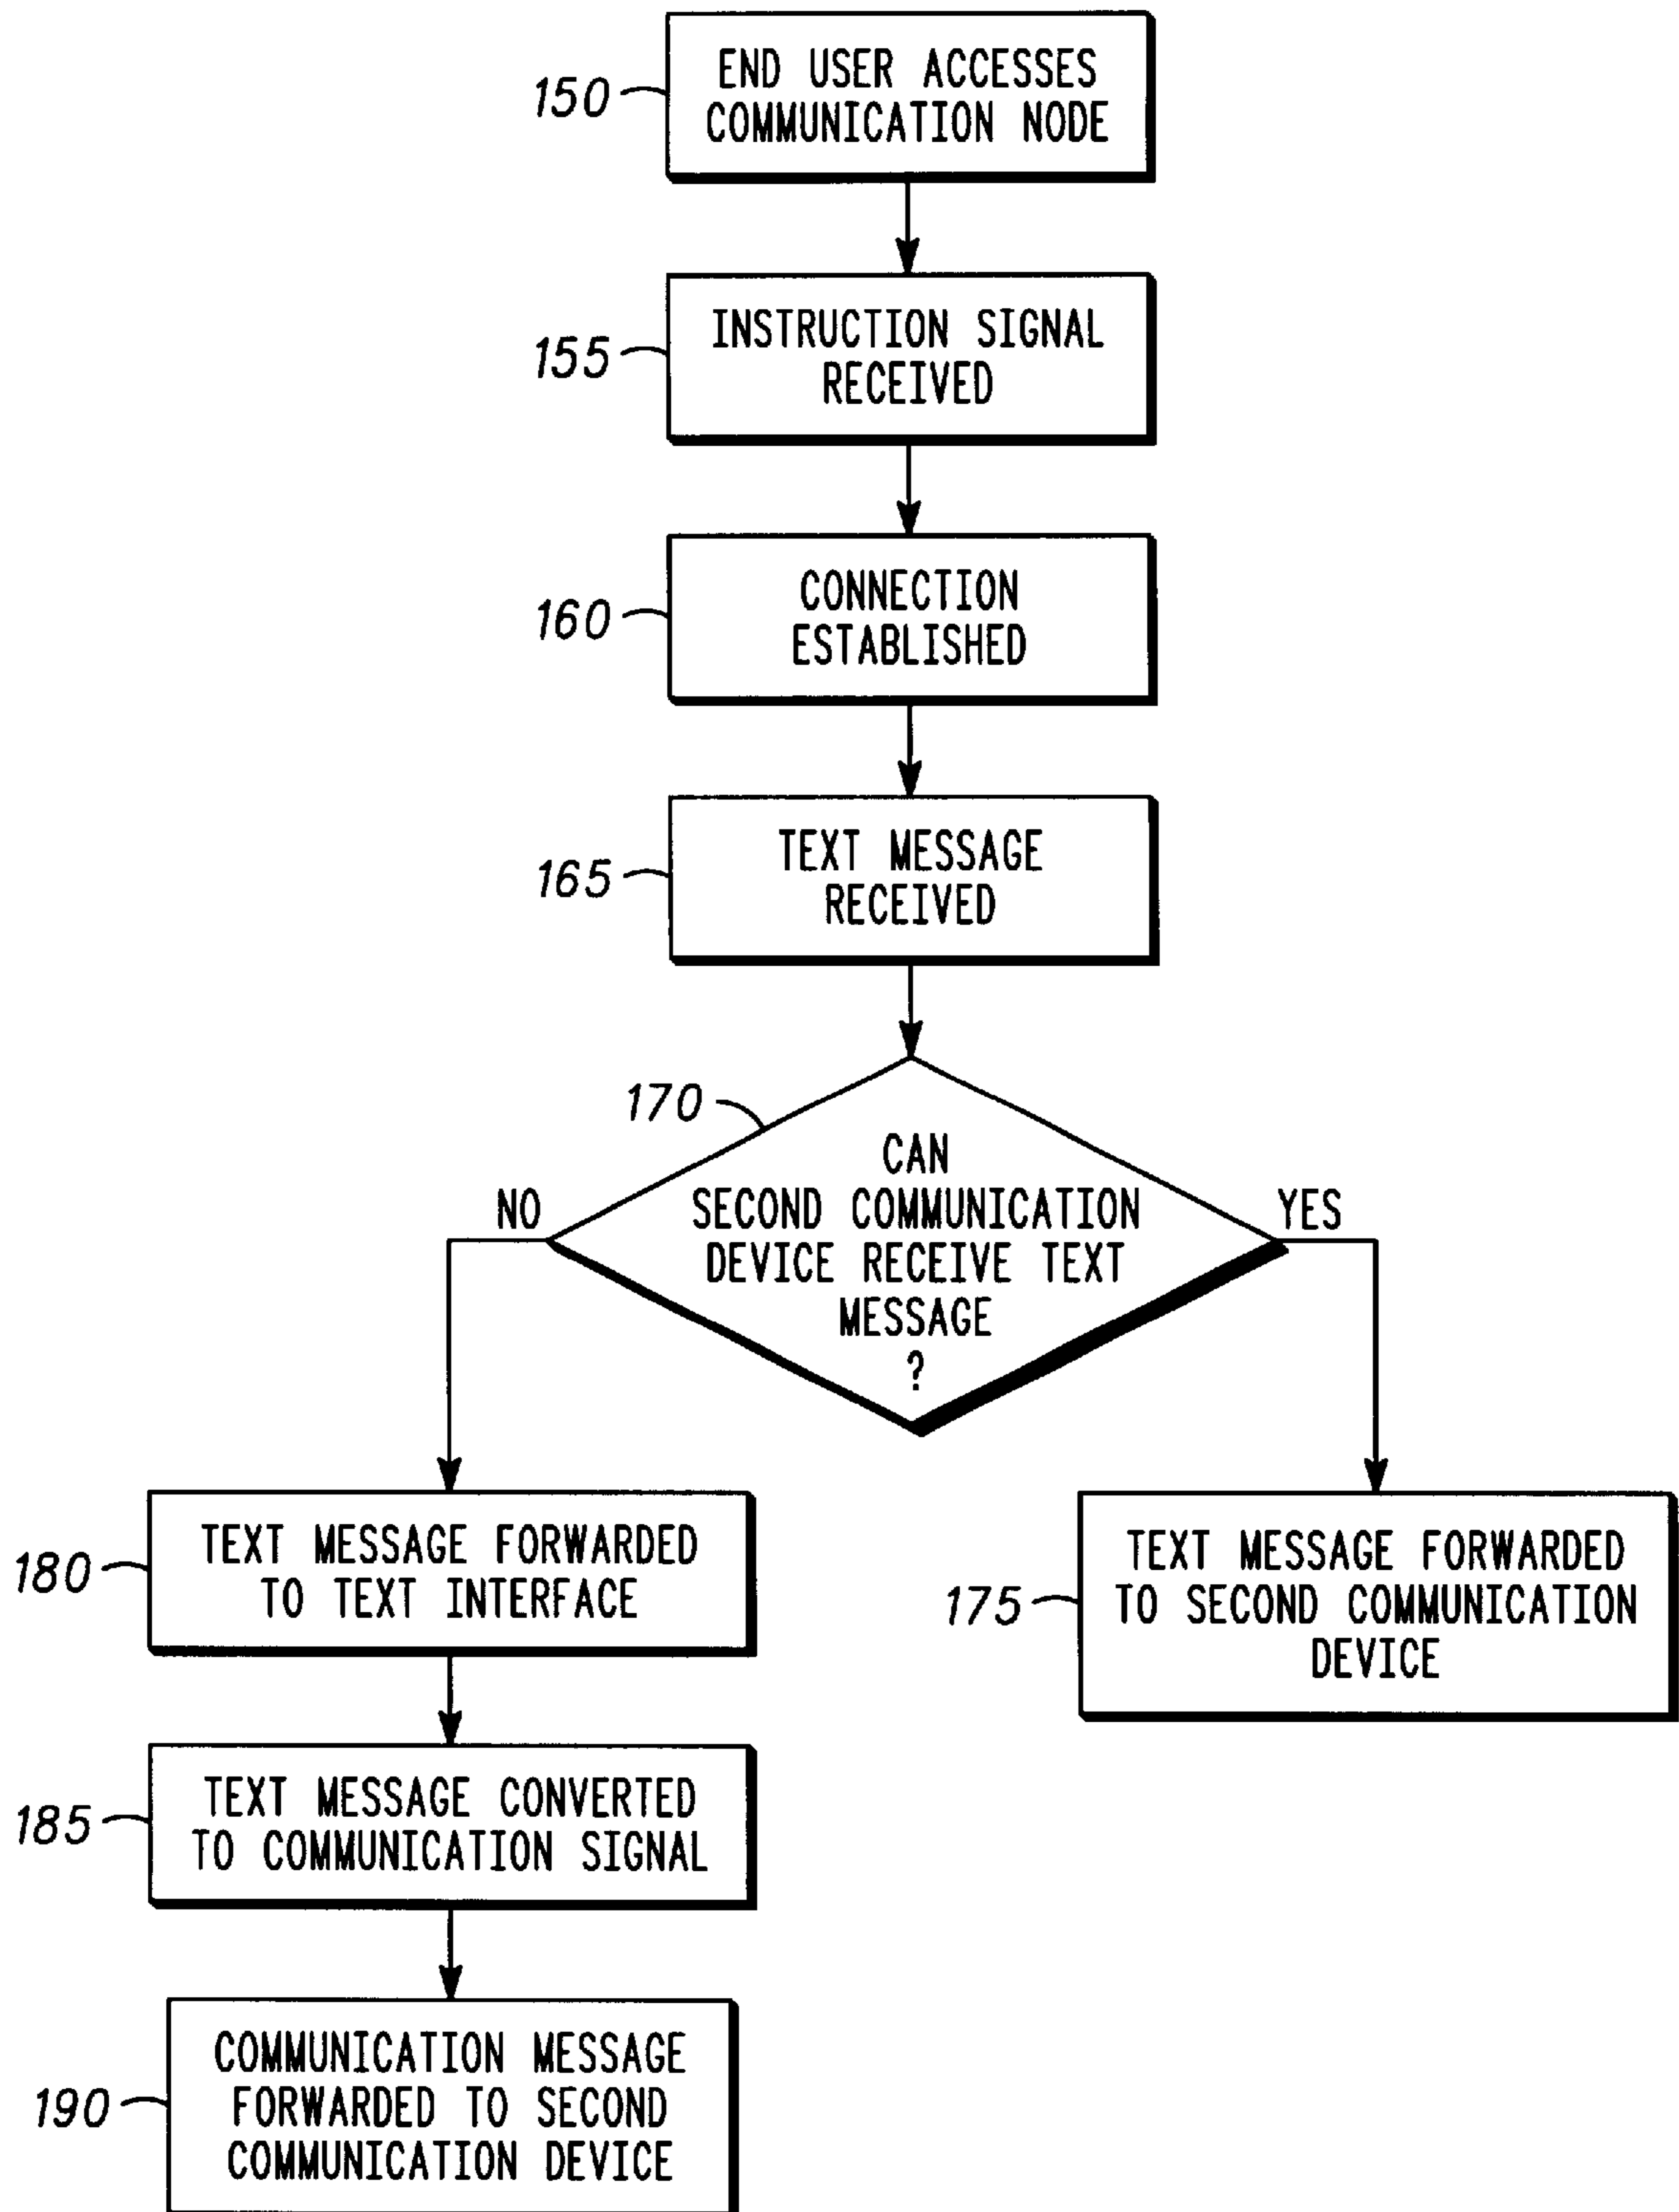 150
END USER ACCESSES
COMMUNICATION NODE
155
INSTRUCTION SIGNAL
RECEIVED
160
CONNECTION
ESTABLISHED
165
TEXT MESSAGE
RECEIVED
170
CAN
SECOND COMMUNICATION
DEVICE RECEIVE TEXT
MESSAGE
?
NO
YES
180
TEXT MESSAGE FORWARDED
TO TEXT INTERFACE
175
TEXT MESSAGE FORWARDED
TO SECOND COMMUNICATION
DEVICE
185
TEXT MESSAGE CONVERTED
TO COMMUNICATION SIGNAL
190
COMMUNICATION MESSAGE
FORWARDED TO SECOND
COMMUNICATION DEVICE